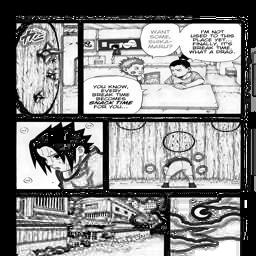 WANT
SOME,
SHIKA-
MARU?
I'M NOT
USED TO THIS
PLACE YET.
FINALLY, IT'S
BREAK TIME.
WHAT A DRAG.
YOU KNOW,
EVERY
BREAK TIME
BECOMES
SNACK TIME
FOR YOU...